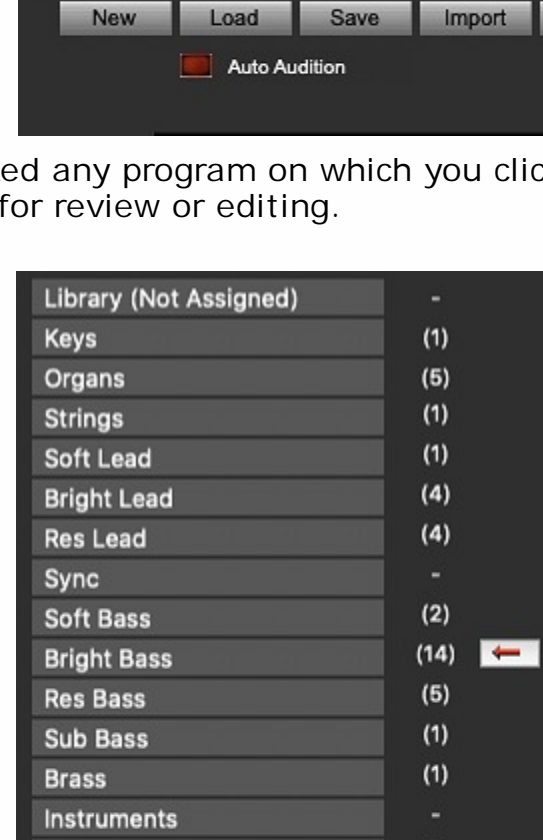 New Load Save Import
Auto Audition
ed any program on which you clic
for review or editing.
Library (Not Assigned) -
Keys (1)
Organs (5)
Strings (1)
Soft Lead (1)
Bright Lead (4)
Res Lead (4)
Sync -
Soft Bass (2)
Bright Bass (14)
Res Bass (5)
Sub Bass (1)
Brass (1)
Instruments -